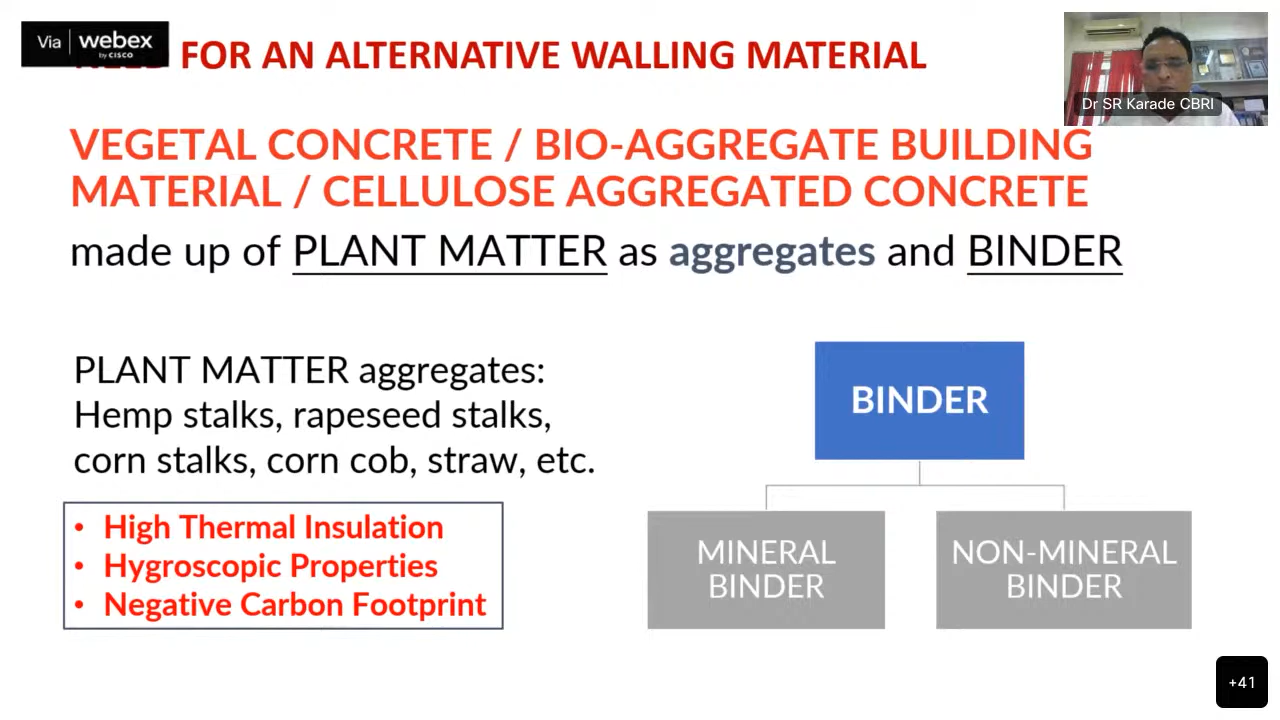 Via webex
by CISCO
FOR AN ALTERNATIVE WALLING MATERIAL
Dr SR Karade CBRI
VEGETAL CONCRETE / BIO-AGGREGATE BUILDING
MATERIAL / CELLULOSE AGGREGATED CONCRETE
made up of PLANT MATTER as aggregates and BINDER
PLANT MATTER aggregates:
Hemp stalks, rapeseed stalks,
corn stalks, corn cob, straw, etc.
• High Thermal Insulation
• Hygroscopic Properties
• Negative Carbon Footprint
BINDER
MINERAL
BINDER
NON-MINERAL
BINDER
+41